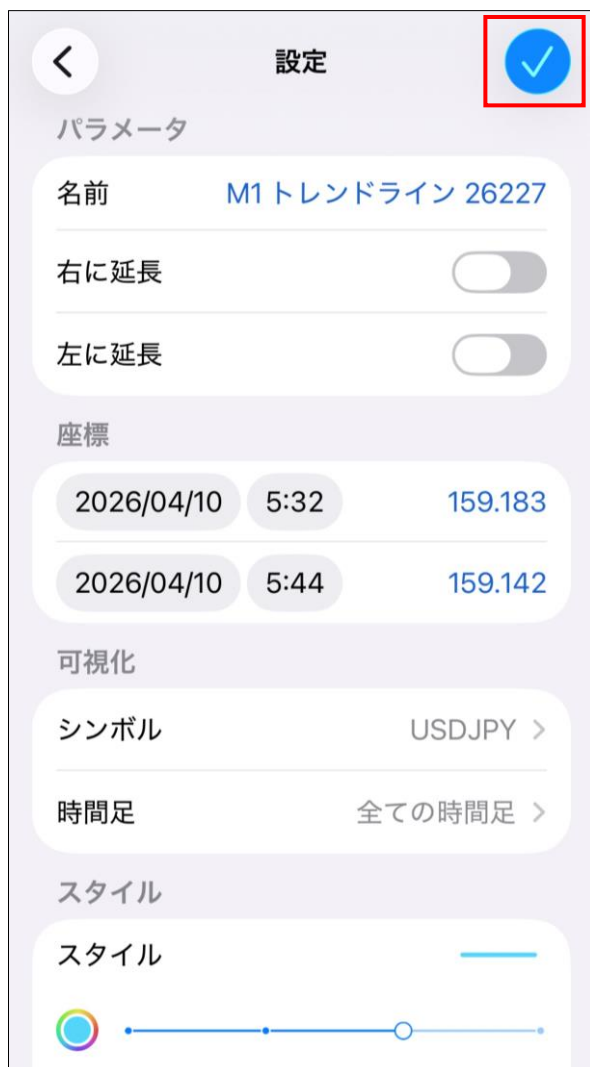 設定
パラメータ
名前 M1 トレンドライン 26227
右に延長
左に延長
座標
2026/04/10 5:32 159.183
2026/04/10 5:44 159.142
可視化
シンボル USDJPY
時間足 全ての時間足
スタイル
スタイル